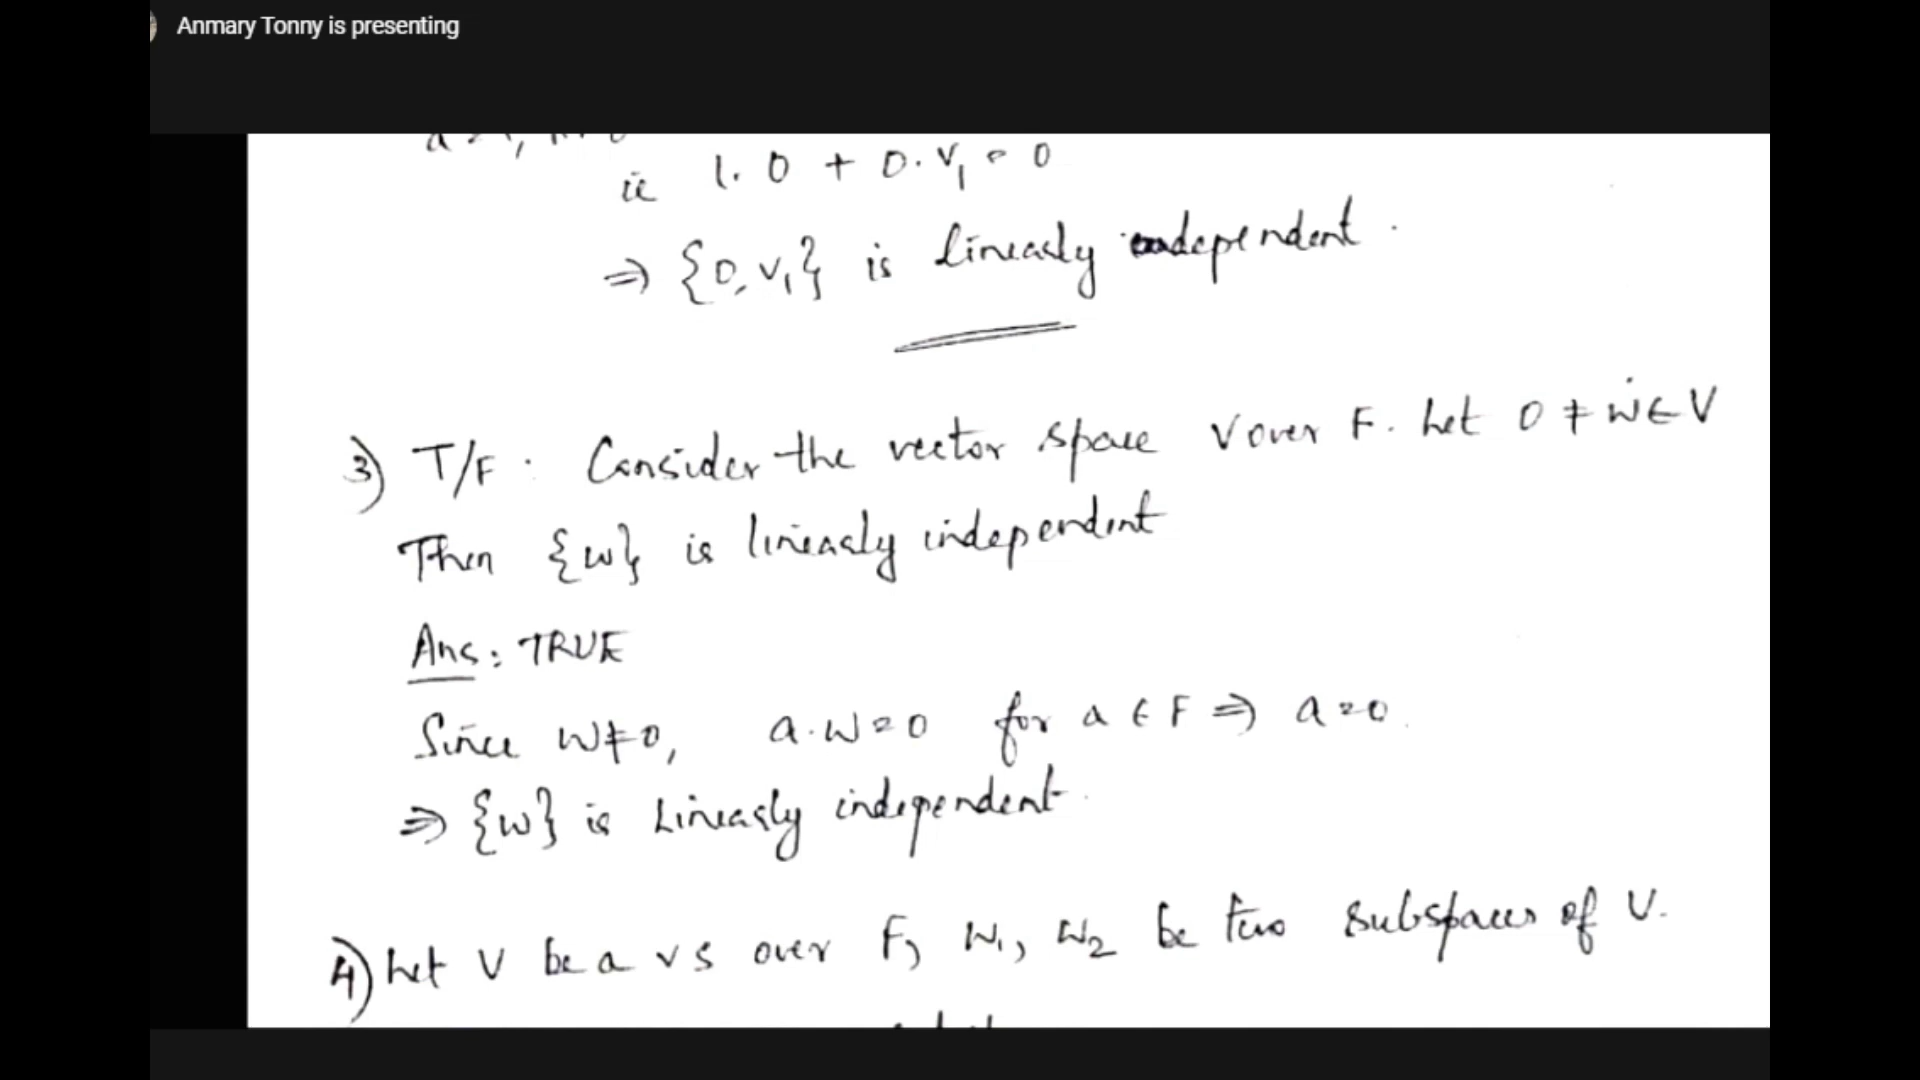 Anmary Tonny is presenting
ie 1. 0 + 0. v₁ = 0
⇒ {0, v₁} is linearly independent.
3) T/F : Consider the vector space V over F. Let 0 ≠ w ∈ V
Then {w} is linearly independent
Ans: TRUE
Since w≠0, a.w=0 for a ∈ F ⇒ a=0.
⇒ {w} is Linearly independent.
4) Let V be a vs over F, W₁, W₂ be two subspaces of V.